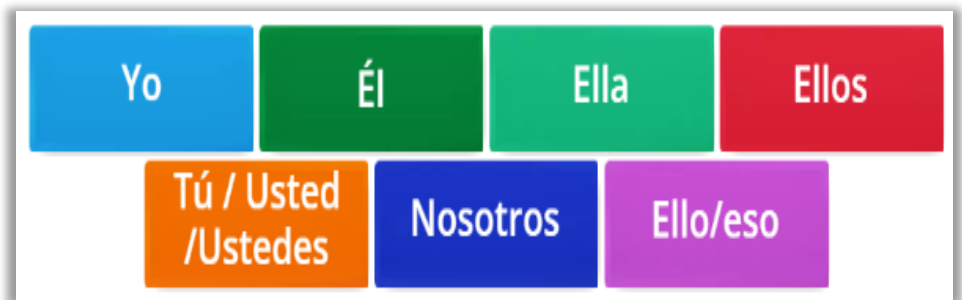 Yo
Él
Ella
Ellos
Tú / Usted
/Ustedes
Nosotros
Ello/eso